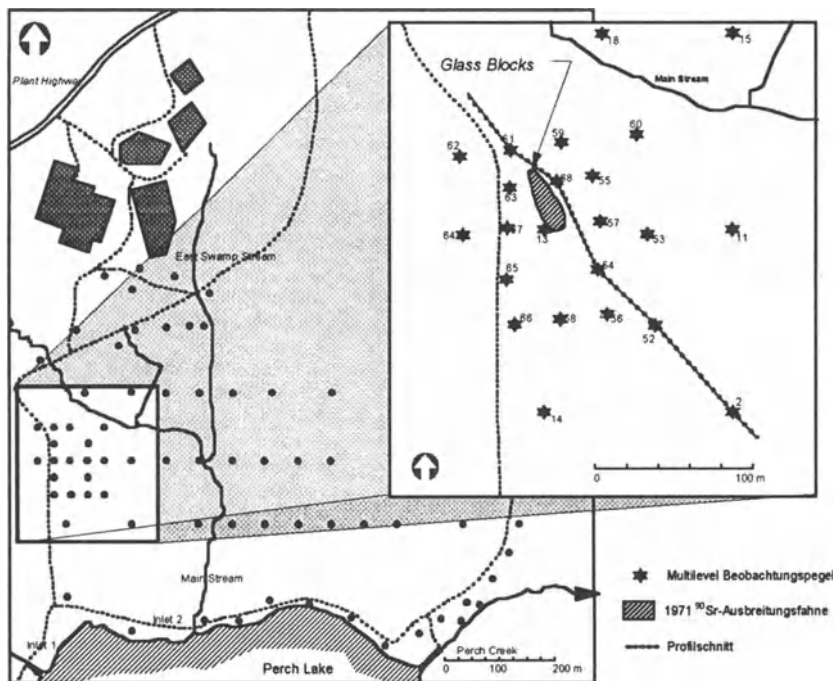 Plant Highway
East Swamp Stream
Main Stream
Inlet 1
Inlet 2
Perch Lake
Perch Creek
0 100 200 m
Glass Blocks
Main Stream
18
15
59
60
61
62
68
55
63
57
64
17
13
53
11
65
54
66
58
56
52
14
2
0 100 m
Multilevel Beobachtungspegel
1971 ⁹⁰Sr-Ausbreitungsfahne
Profilschnitt